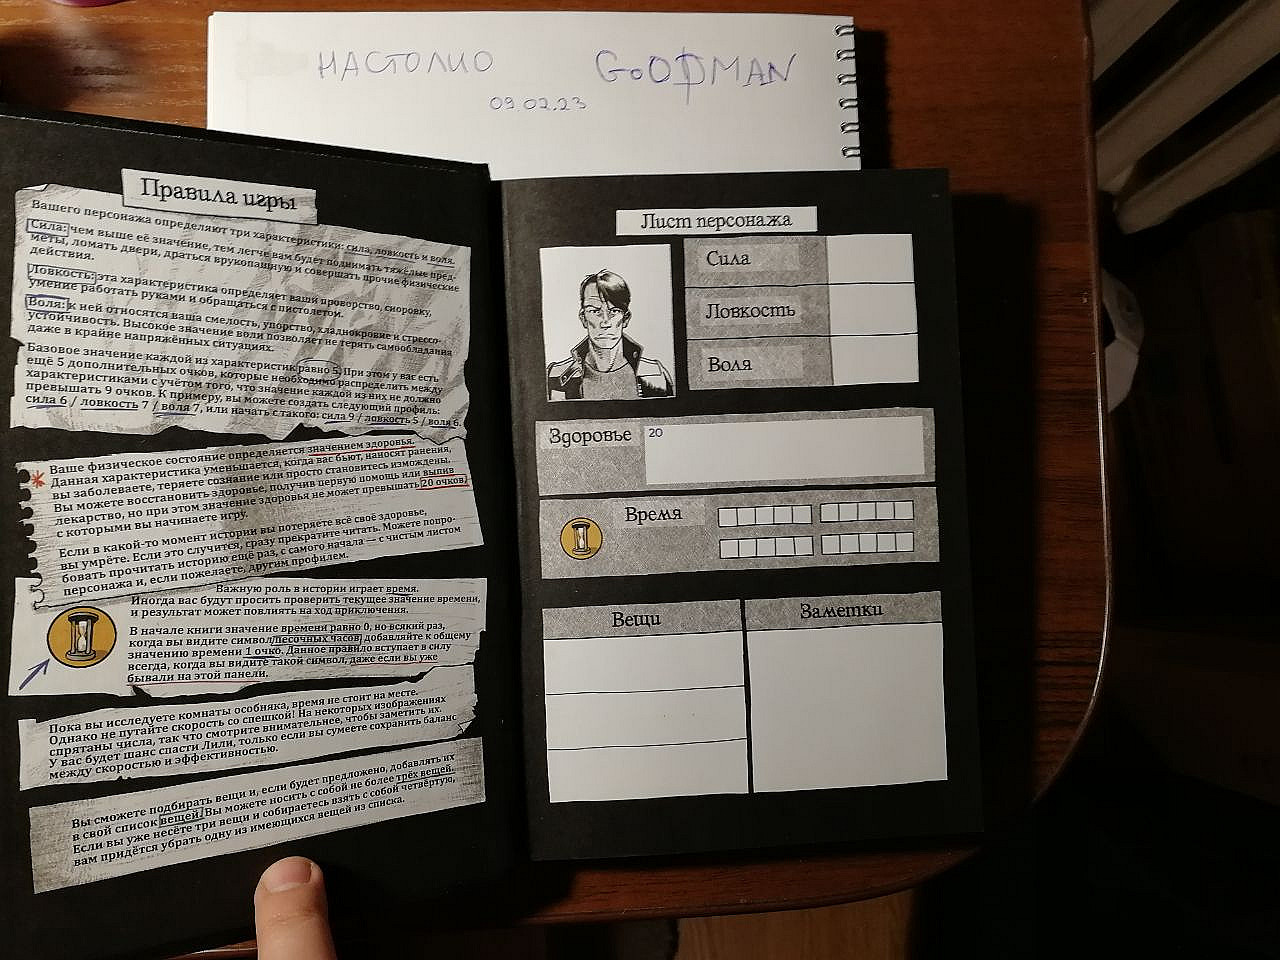 НАСТОЛИО GOODMAN
09.02.23
Правила игры
Вашего персонажа определяют три характеристики: сила, ловкость и воля.
Сила: чем выше её значение, тем легче вам будет поднимать тяжёлые пред-
меты, ломать двери, драться врукопашную и совершать прочие физические
действия.
Ловкость: эта характеристика определяет ваши проворство, сноровку,
умение работать руками и обращаться с пистолетом.
Воля: к ней относятся ваша смелость, упорство, хладнокровие и стрессо-
устойчивость. Высокое значение воли позволяет не терять самообладания
даже в крайне напряжённых ситуациях.
Базовое значение каждой из характеристик равно 5. При этом у вас есть
ещё 5 дополнительных очков, которые необходимо распределить между
характеристиками с учётом того, что значение каждой из них не должно
превышать 9 очков. К примеру, вы можете создать следующий профиль:
сила 6 / ловкость 7 / воля 7, или начать с такого: сила 9 / ловкость 5 / воля 6.
Ваше физическое состояние определяется значением здоровья.
Данная характеристика уменьшается, когда вас бьют, наносят ранения,
вы заболеваете, теряете сознание или просто становитесь измождены.
Вы можете восстановить здоровье, получив первую помощь или выпив
лекарство, но при этом значение здоровья не может превышать 20 очков,
с которыми вы начинаете игру.
Если в какой-то момент истории вы потеряете всё своё здоровье,
вы умрёте. Если это случится, сразу прекратите читать. Можете попро-
бовать прочитать историю ещё раз, с самого начала — с чистым листом
персонажа и, если пожелаете, другим профилем.
Важную роль в истории играет время.
Иногда вас будут просить проверить текущее значение времени,
и результат может повлиять на ход приключения.
В начале книги значение времени равно 0, но всякий раз,
когда вы видите символ песочных часов, добавляйте к общему
значению времени 1 очко. Данное правило вступает в силу
всегда, когда вы видите такой символ, даже если вы уже
бывали на этой панели.
Пока вы исследуете комнаты особняка, время не стоит на месте.
Однако не путайте скорость со спешкой! На некоторых изображениях
спрятаны числа, так что смотрите внимательнее, чтобы заметить их.
У вас будет шанс спасти Лили, только если вы сумеете сохранить баланс
между скоростью и эффективностью.
Вы сможете подбирать вещи и, если будет предложено, добавлять их
в свой список вещей. Вы можете носить с собой не более трёх вещей.
Если вы уже несёте три вещи и собираетесь взять с собой четвёртую,
вам придётся убрать одну из имеющихся вещей из списка.
Лист персонажа
Сила
Ловкость
Воля
Здоровье 20
Время
Вещи Заметки